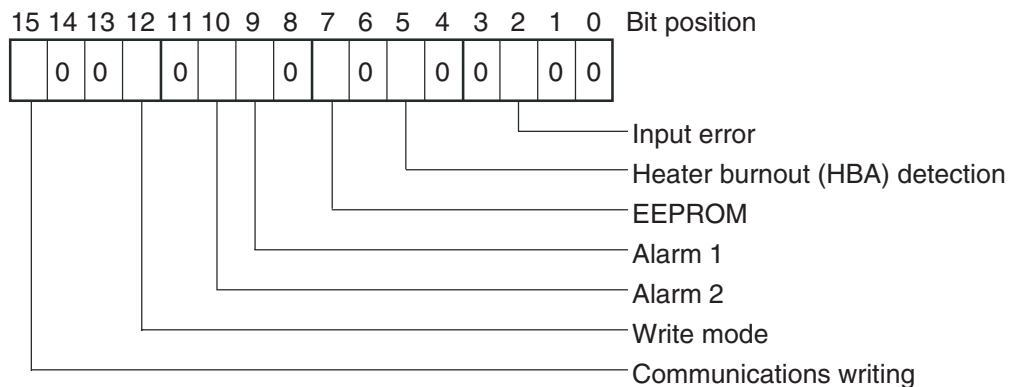 15 14 13 12 11 10 9 8 7 6 5 4 3 2 1 0 Bit position
0 0 0 0 0 0 0 0 0
Input error
Heater burnout (HBA) detection
EEPROM
Alarm 1
Alarm 2
Write mode
Communications writing